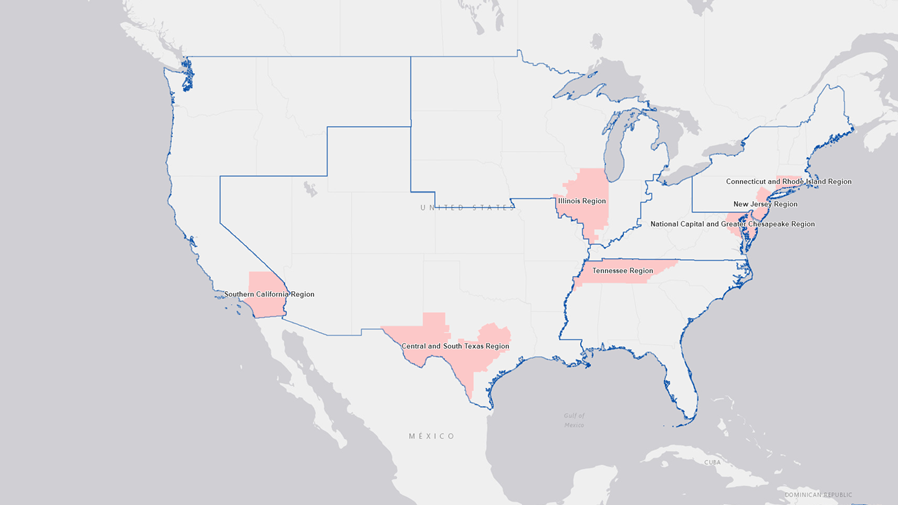 Connecticut and Rhode Island Region
Illinois Region
New Jersey Region
UNITED STATES
National Capital and Greater Chesapeake Region
Tennessee Region
Southern California Region
Central and South Texas Region
Gulf of
Mexico
MÉXICO
CUBA
DOMINICAN REPUBLIC